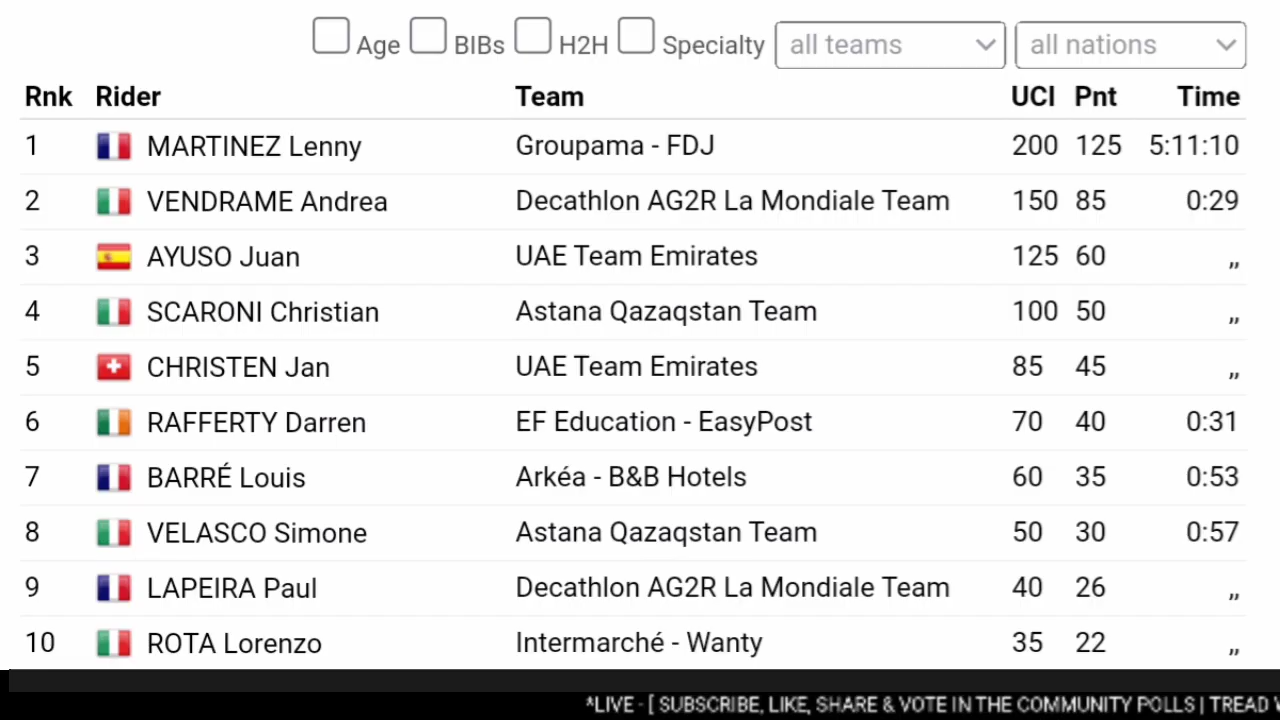 Age BIBs H2H Specialty all teams all nations
Rnk Rider Team UCI Pnt Time
1 MARTINEZ Lenny Groupama - FDJ 200 125 5:11:10
2 VENDRAME Andrea Decathlon AG2R La Mondiale Team 150 85 0:29
3 AYUSO Juan UAE Team Emirates 125 60 ,,
4 SCARONI Christian Astana Qazaqstan Team 100 50 ,,
5 CHRISTEN Jan UAE Team Emirates 85 45 ,,
6 RAFFERTY Darren EF Education - EasyPost 70 40 0:31
7 BARRÉ Louis Arkéa - B&B Hotels 60 35 0:53
8 VELASCO Simone Astana Qazaqstan Team 50 30 0:57
9 LAPEIRA Paul Decathlon AG2R La Mondiale Team 40 26 ,,
10 ROTA Lorenzo Intermarché - Wanty 35 22 ,,
*LIVE - [ SUBSCRIBE, LIKE, SHARE & VOTE IN THE COMMUNITY POLLS | TREAD